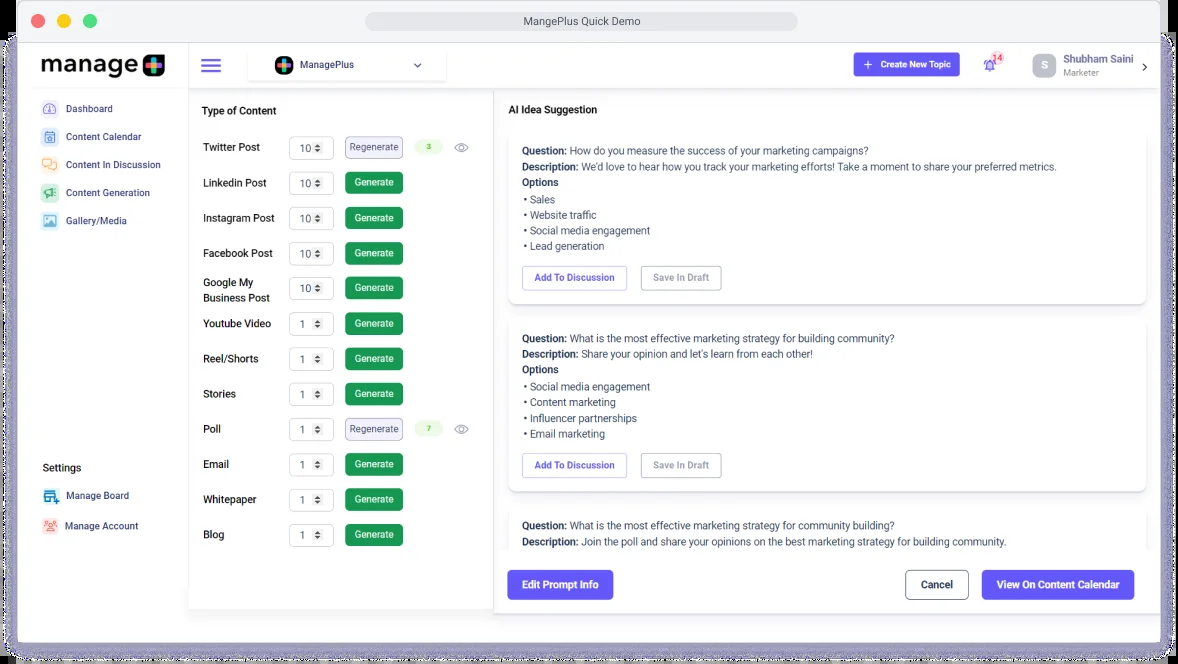 MangePlus Quick Demo
manage
ManagePlus
+ Create New Topic
14
S
Shubham Saini
Marketer
Dashboard
Content Calendar
Content In Discussion
Content Generation
Gallery/Media
Settings
Manage Board
Manage Account
Type of Content
Twitter Post 10 Regenerate 3
Linkedin Post 10 Generate
Instagram Post 10 Generate
Facebook Post 10 Generate
Google My
Business Post 10 Generate
Youtube Video 1 Generate
Reel/Shorts 1 Generate
Stories 1 Generate
Poll 1 Regenerate 7
Email 1 Generate
Whitepaper 1 Generate
Blog 1 Generate
AI Idea Suggestion
Question: How do you measure the success of your marketing campaigns?
Description: We'd love to hear how you track your marketing efforts! Take a moment to share your preferred metrics.
Options
• Sales
• Website traffic
• Social media engagement
• Lead generation
Add To Discussion Save In Draft
Question: What is the most effective marketing strategy for building community?
Description: Share your opinion and let's learn from each other!
Options
• Social media engagement
• Content marketing
• Influencer partnerships
• Email marketing
Add To Discussion Save In Draft
Question: What is the most effective marketing strategy for community building?
Description: Join the poll and share your opinions on the best marketing strategy for building community.
Edit Prompt Info Cancel View On Content Calendar